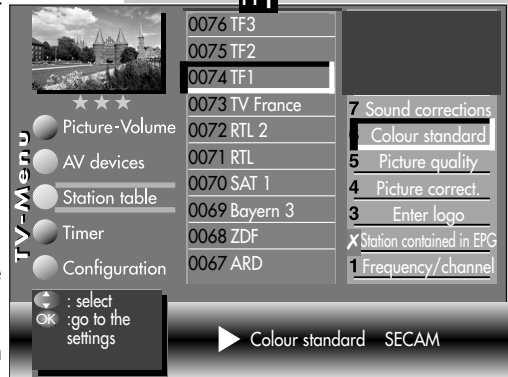 TV-Menu
Picture-Volume
AV devices
Station table
Timer
Configuration
0076 TF3
0075 TF2
0074 TF1
0073 TV France
0072 RTL 2
0071 RTL
0070 SAT 1
0069 Bayern 3
0068 ZDF
0067 ARD
7 Sound corrections
6 Colour standard
5 Picture quality
4 Picture correct.
3 Enter logo
✗ Station contained in EPG
1 Frequency/channel
: select
OK :go to the
settings
Colour standard SECAM